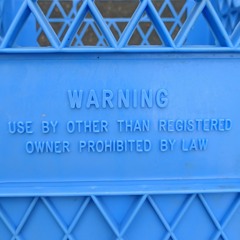 WARNING
USE BY OTHER THAN REGISTERED
OWNER PROHIBITED BY LAW